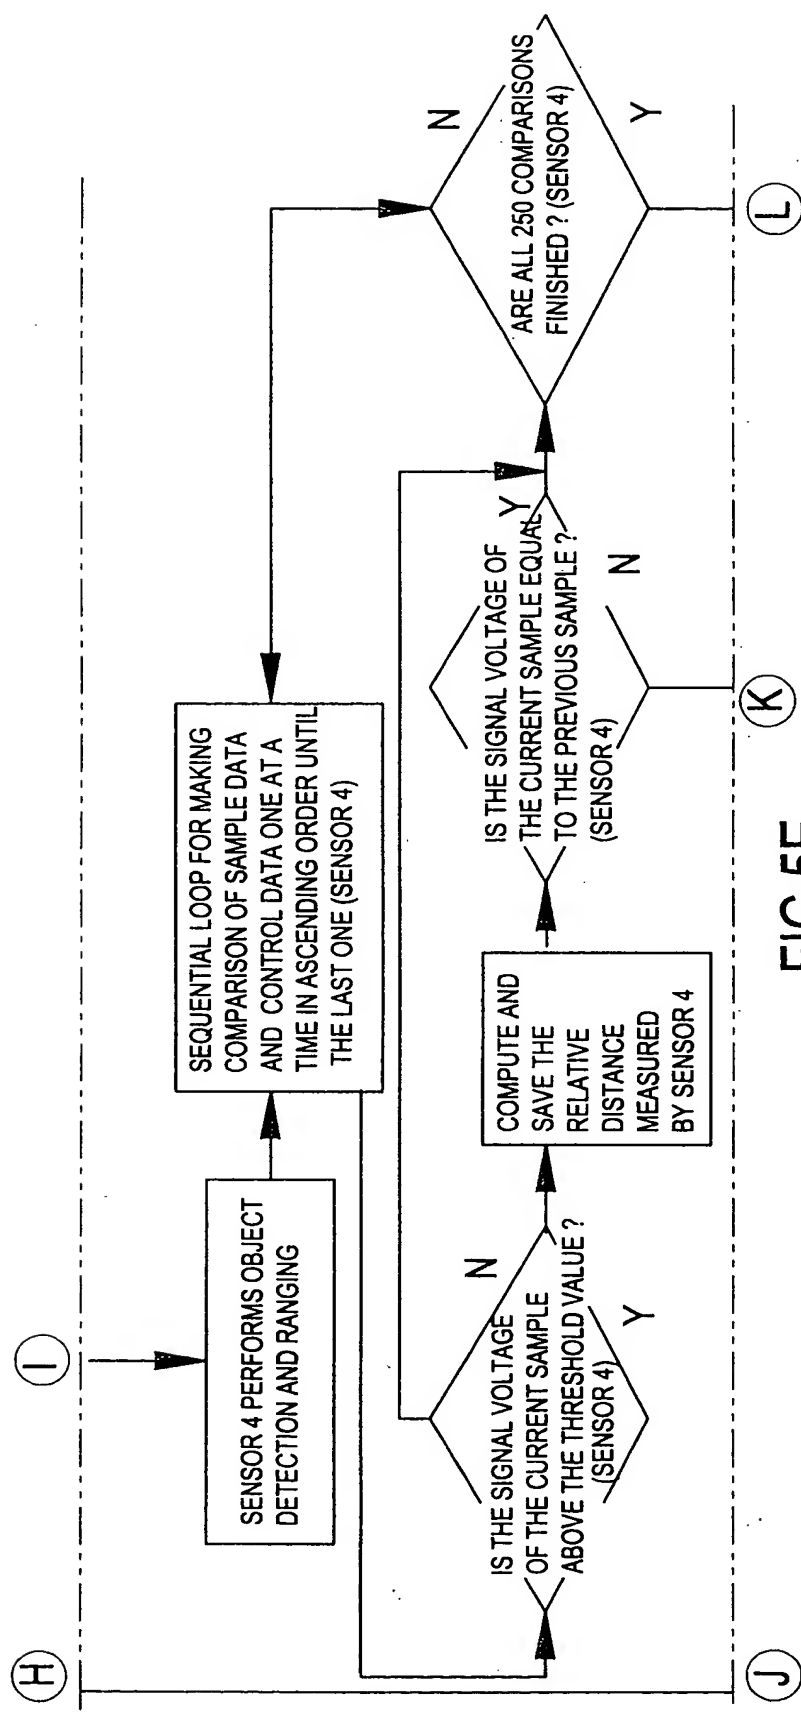 H
I
SENSOR 4 PERFORMS OBJECT
DETECTION AND RANGING
SEQUENTIAL LOOP FOR MAKING
COMPARISON OF SAMPLE DATA
AND CONTROL DATA ONE AT A
TIME IN ASCENDING ORDER UNTIL
THE LAST ONE (SENSOR 4)
IS THE SIGNAL VOLTAGE
OF THE CURRENT SAMPLE
ABOVE THE THRESHOLD VALUE ?
(SENSOR 4)
N
Y
COMPUTE AND
SAVE THE
RELATIVE
DISTANCE
MEASURED
BY SENSOR 4
IS THE SIGNAL VOLTAGE OF
THE CURRENT SAMPLE EQUAL
TO THE PREVIOUS SAMPLE ?
(SENSOR 4)
Y
N
ARE ALL 250 COMPARISONS
FINISHED ? (SENSOR 4)
N
Y
J
K
L